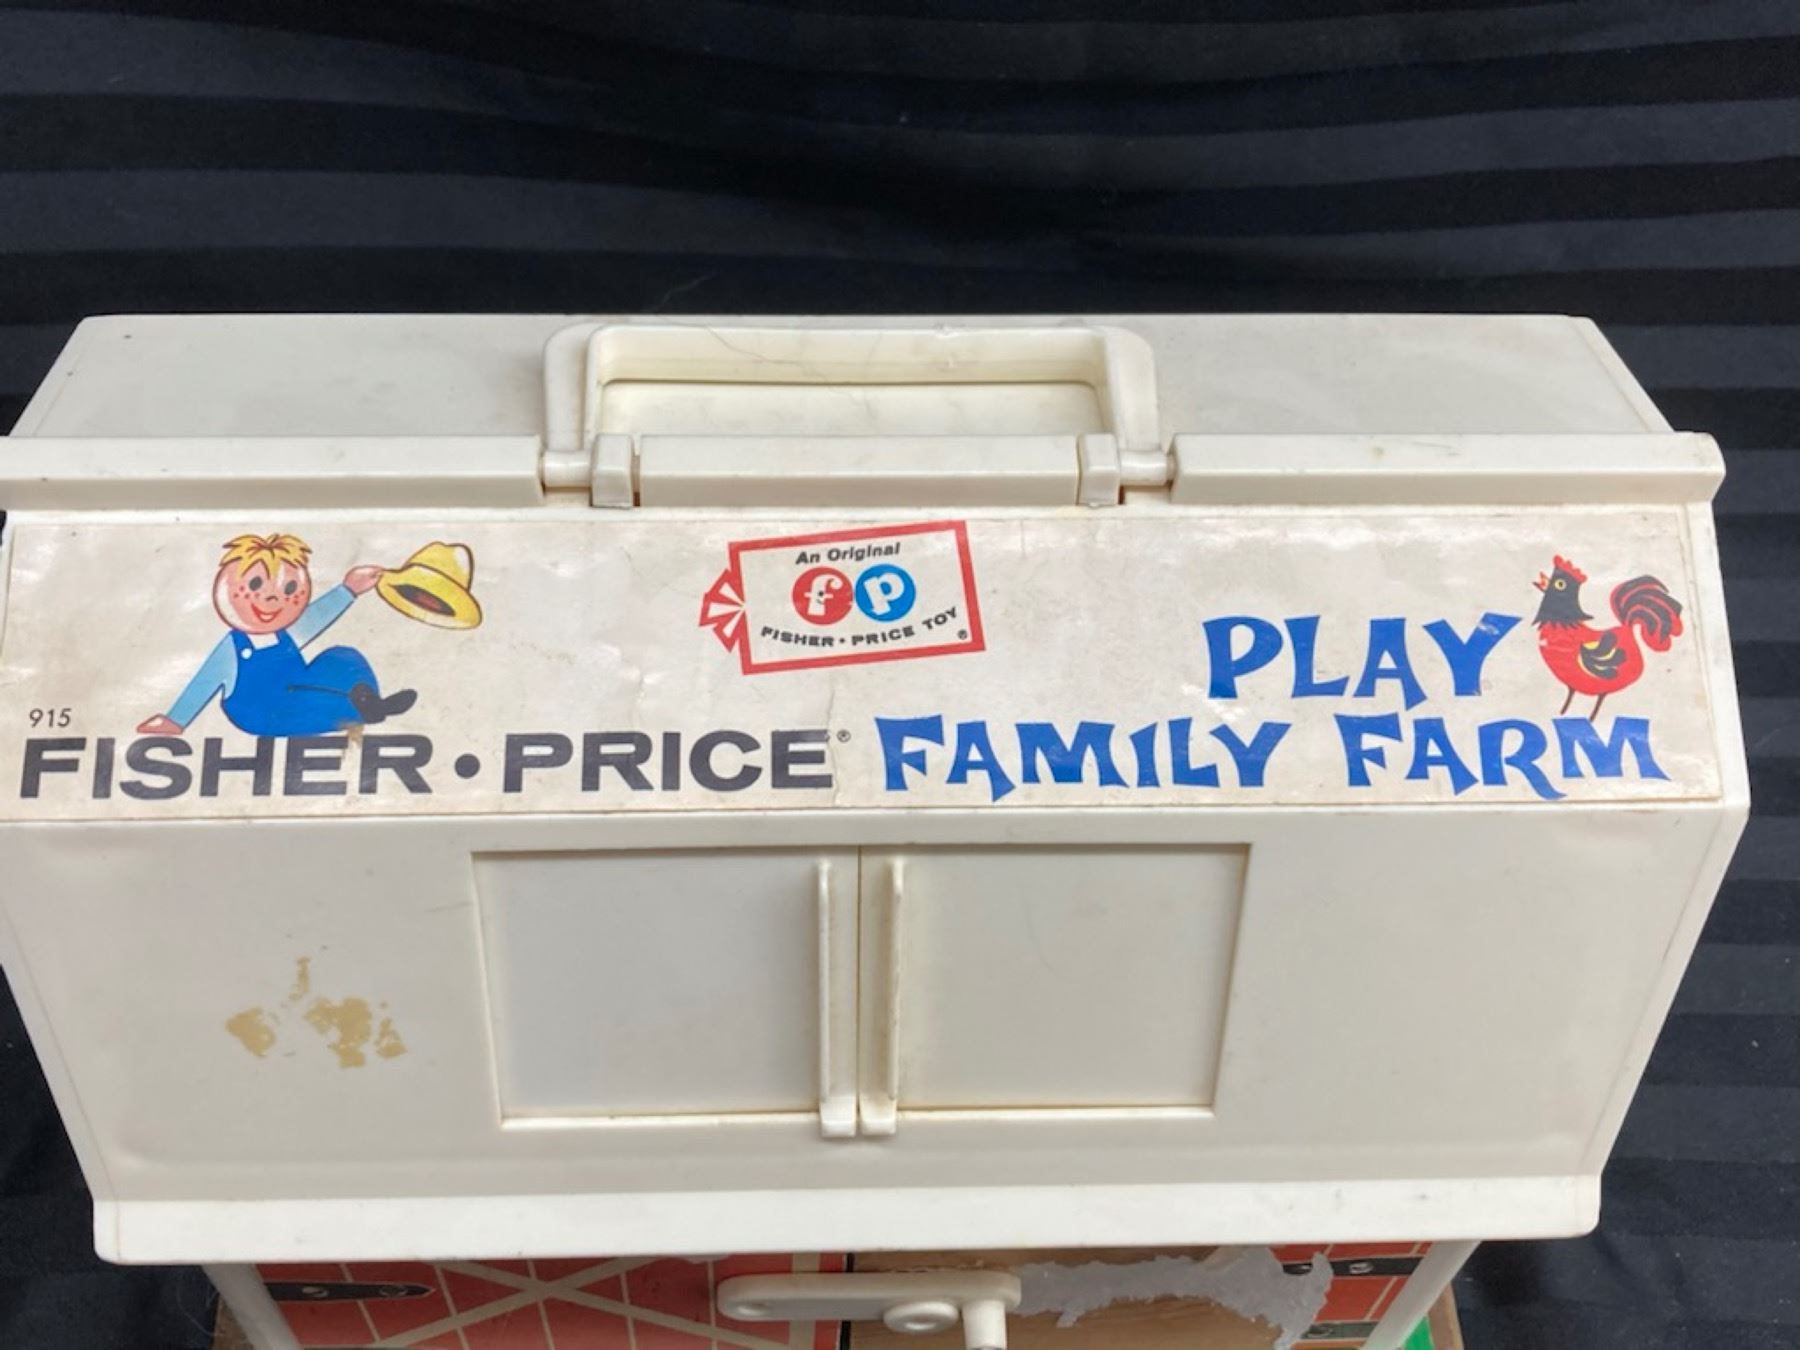 An Original
fp
FISHER • PRICE TOY ®
PLAY
915
FISHER • PRICE® FAMILY FARM